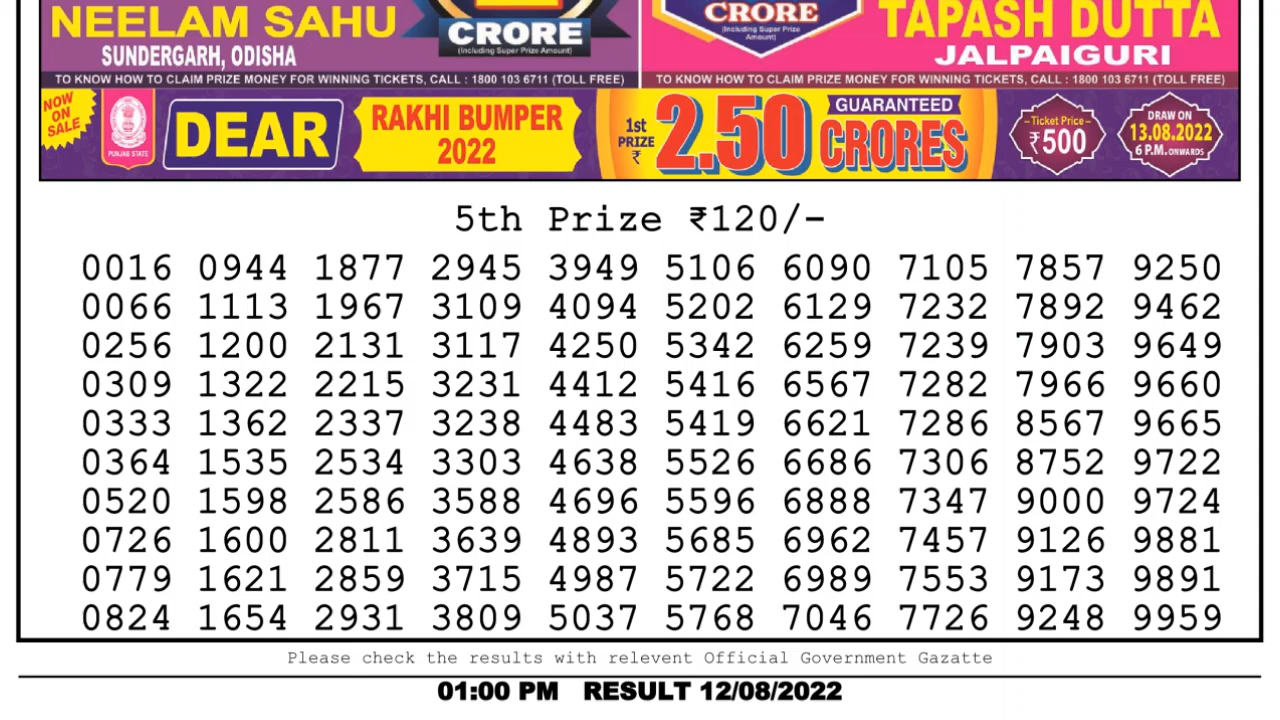 NEELAM SAHU
SUNDERGARH, ODISHA
CRORE
(Including Super Prize Amount)
CRORE
(Including Super Prize
Amount)
TAPASH DUTTA
JALPAIGURI
TO KNOW HOW TO CLAIM PRIZE MONEY FOR WINNING TICKETS, CALL : 1800 103 6711 (TOLL FREE)
TO KNOW HOW TO CLAIM PRIZE MONEY FOR WINNING TICKETS, CALL : 1800 103 6711 (TOLL FREE)
NOW
ON
SALE
PUNJAB STATE
DEAR
RAKHI BUMPER
2022
1st
PRIZE
₹
2.50
GUARANTEED
CRORES
Ticket Price
₹500
DRAW ON
13.08.2022
6 P.M. ONWARDS
5th Prize ₹120/-
0016 0944 1877 2945 3949 5106 6090 7105 7857 9250
0066 1113 1967 3109 4094 5202 6129 7232 7892 9462
0256 1200 2131 3117 4250 5342 6259 7239 7903 9649
0309 1322 2215 3231 4412 5416 6567 7282 7966 9660
0333 1362 2337 3238 4483 5419 6621 7286 8567 9665
0364 1535 2534 3303 4638 5526 6686 7306 8752 9722
0520 1598 2586 3588 4696 5596 6888 7347 9000 9724
0726 1600 2811 3639 4893 5685 6962 7457 9126 9881
0779 1621 2859 3715 4987 5722 6989 7553 9173 9891
0824 1654 2931 3809 5037 5768 7046 7726 9248 9959
Please check the results with relevent Official Government Gazatte
01:00 PM RESULT 12/08/2022